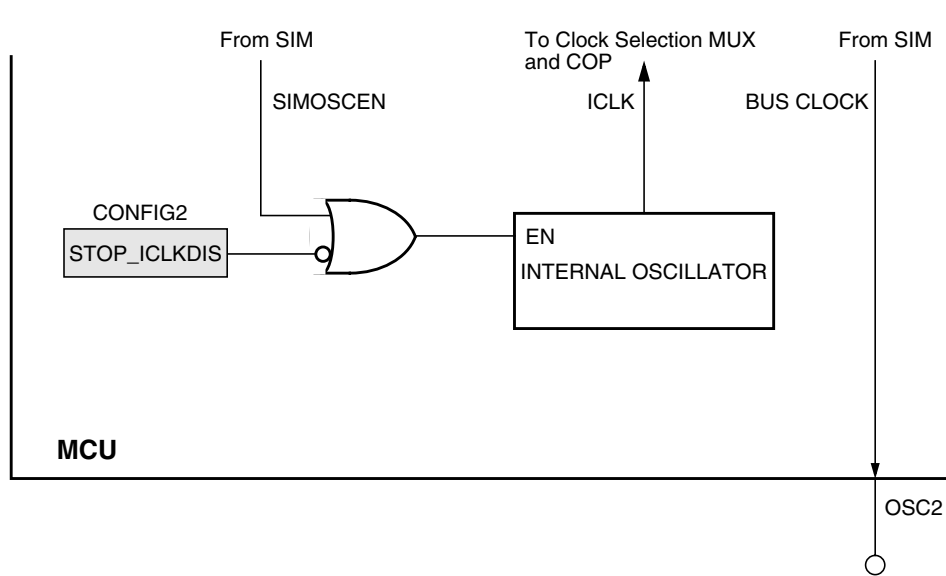 From SIM
To Clock Selection MUX
and COP
From SIM
SIMOSCEN
ICLK
BUS CLOCK
CONFIG2
STOP_ICLKDIS
EN
INTERNAL OSCILLATOR
MCU
OSC2